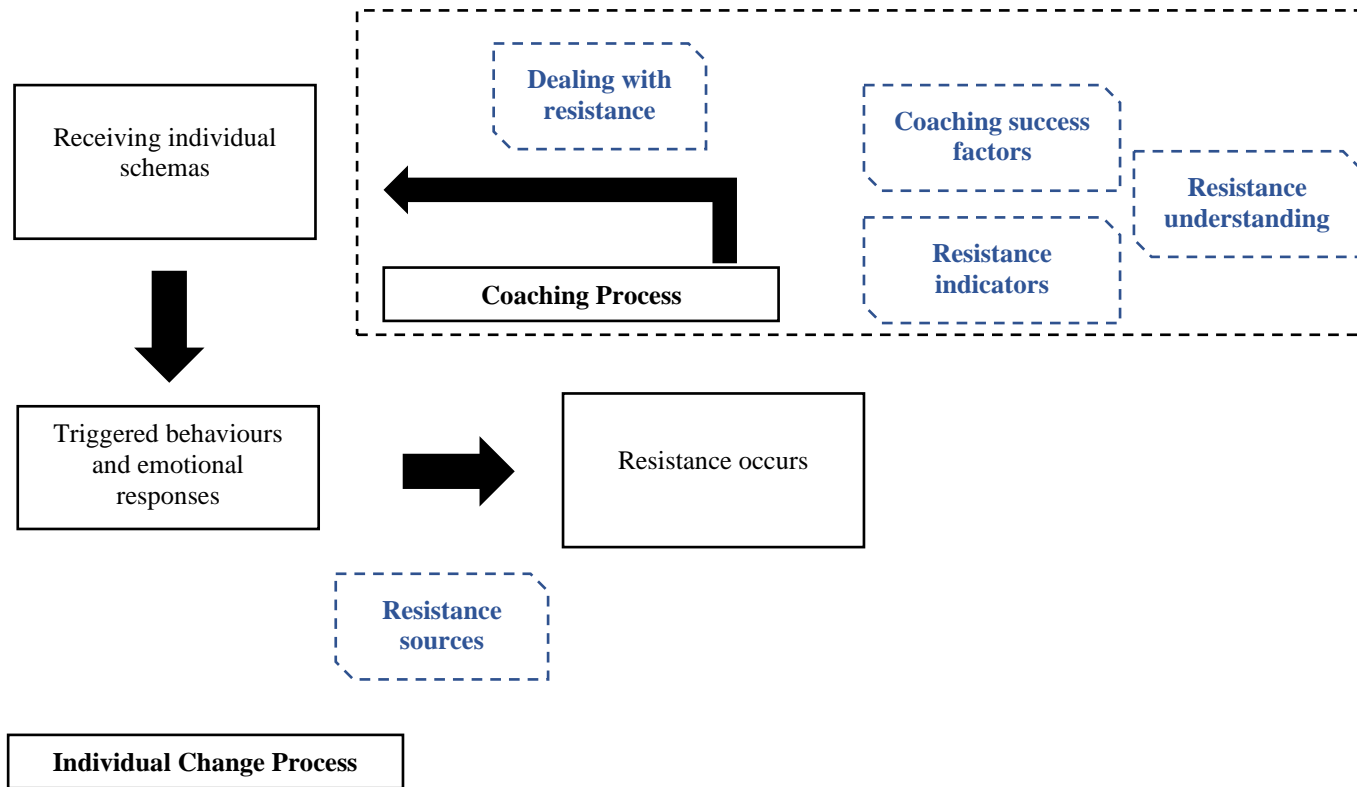 Dealing with
resistance
Receiving individual
schemas
Coaching success
factors
Resistance
understanding
Resistance
indicators
Coaching Process
Triggered behaviours
and emotional
responses
Resistance occurs
Resistance
sources
Individual Change Process